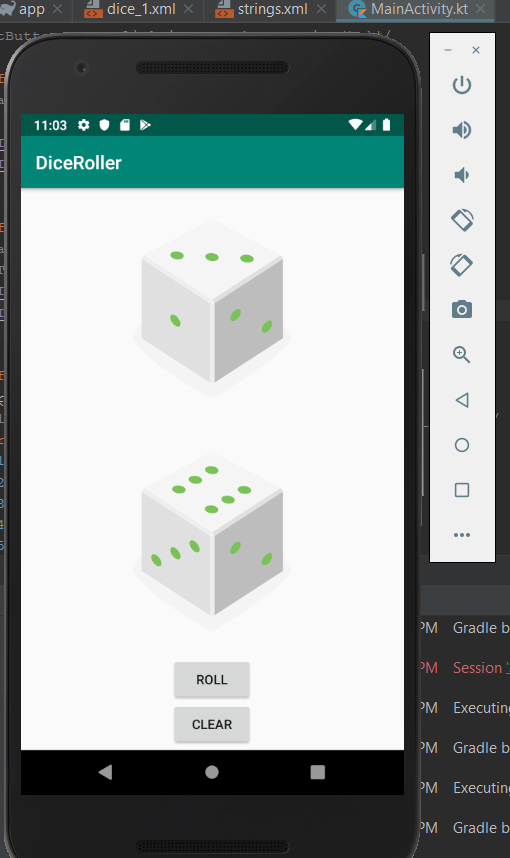 app
dice_1.xml
strings.xml
MainActivity.kt
11:03
DiceRoller
ROLL
CLEAR
PM Gradle b
PM Session
PM Executing
PM Gradle b
PM Executing
PM Gradle b